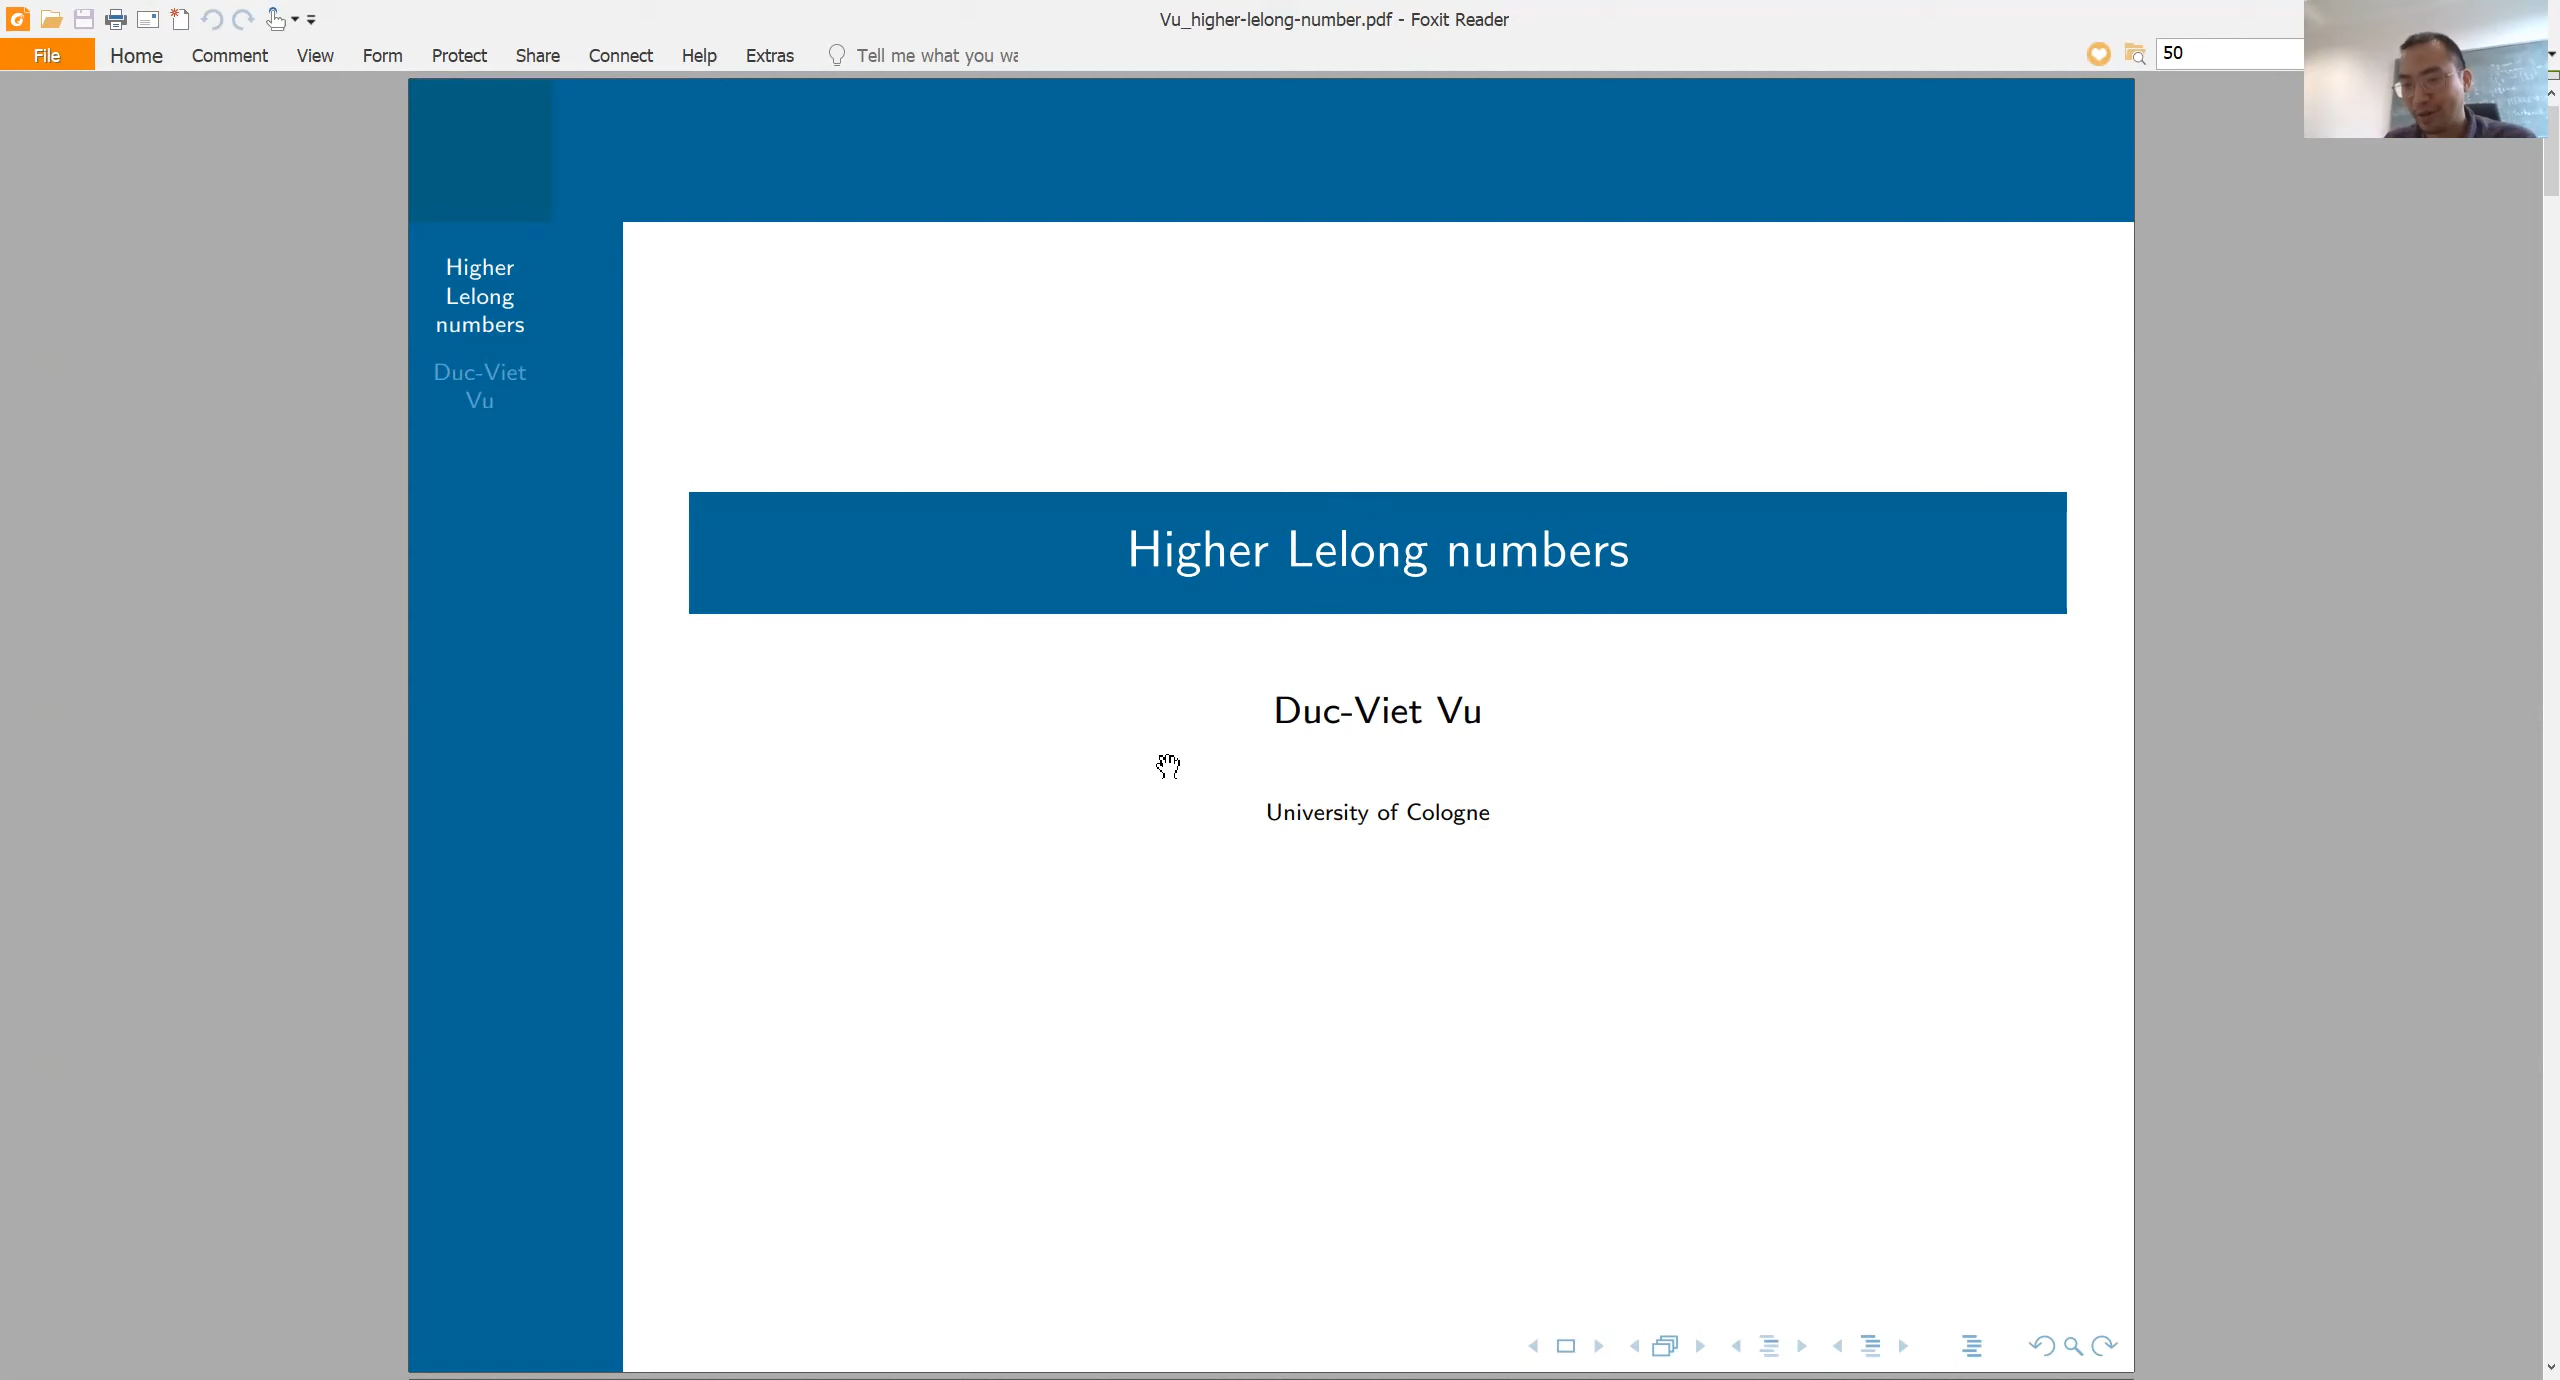 Vu_higher-lelong-number.pdf - Foxit Reader
File Home Comment View Form Protect Share Connect Help Extras Tell me what you wa
50
Higher
Lelong
numbers
Duc-Viet
Vu
Higher Lelong numbers
Duc-Viet Vu
University of Cologne